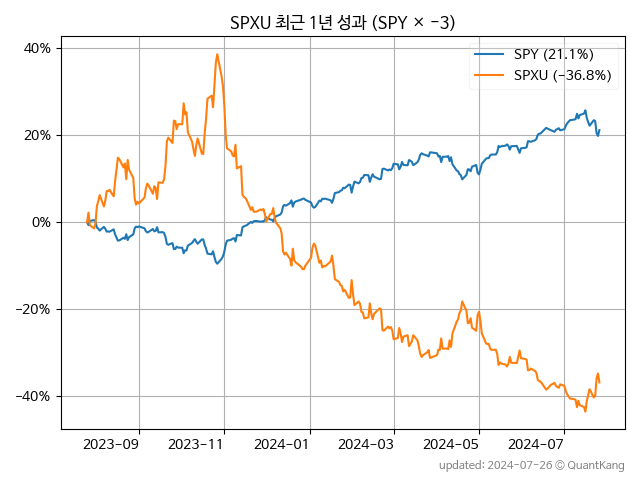 SPXU 최근 1년 성과 (SPY × −3)
SPY (21.1%)
SPXU (−36.8%)
40%
20%
0%
−20%
−40%
2023−09
2023−11
2024−01
2024−03
2024−05
2024−07
updated: 2024-07-26 © QuantKang